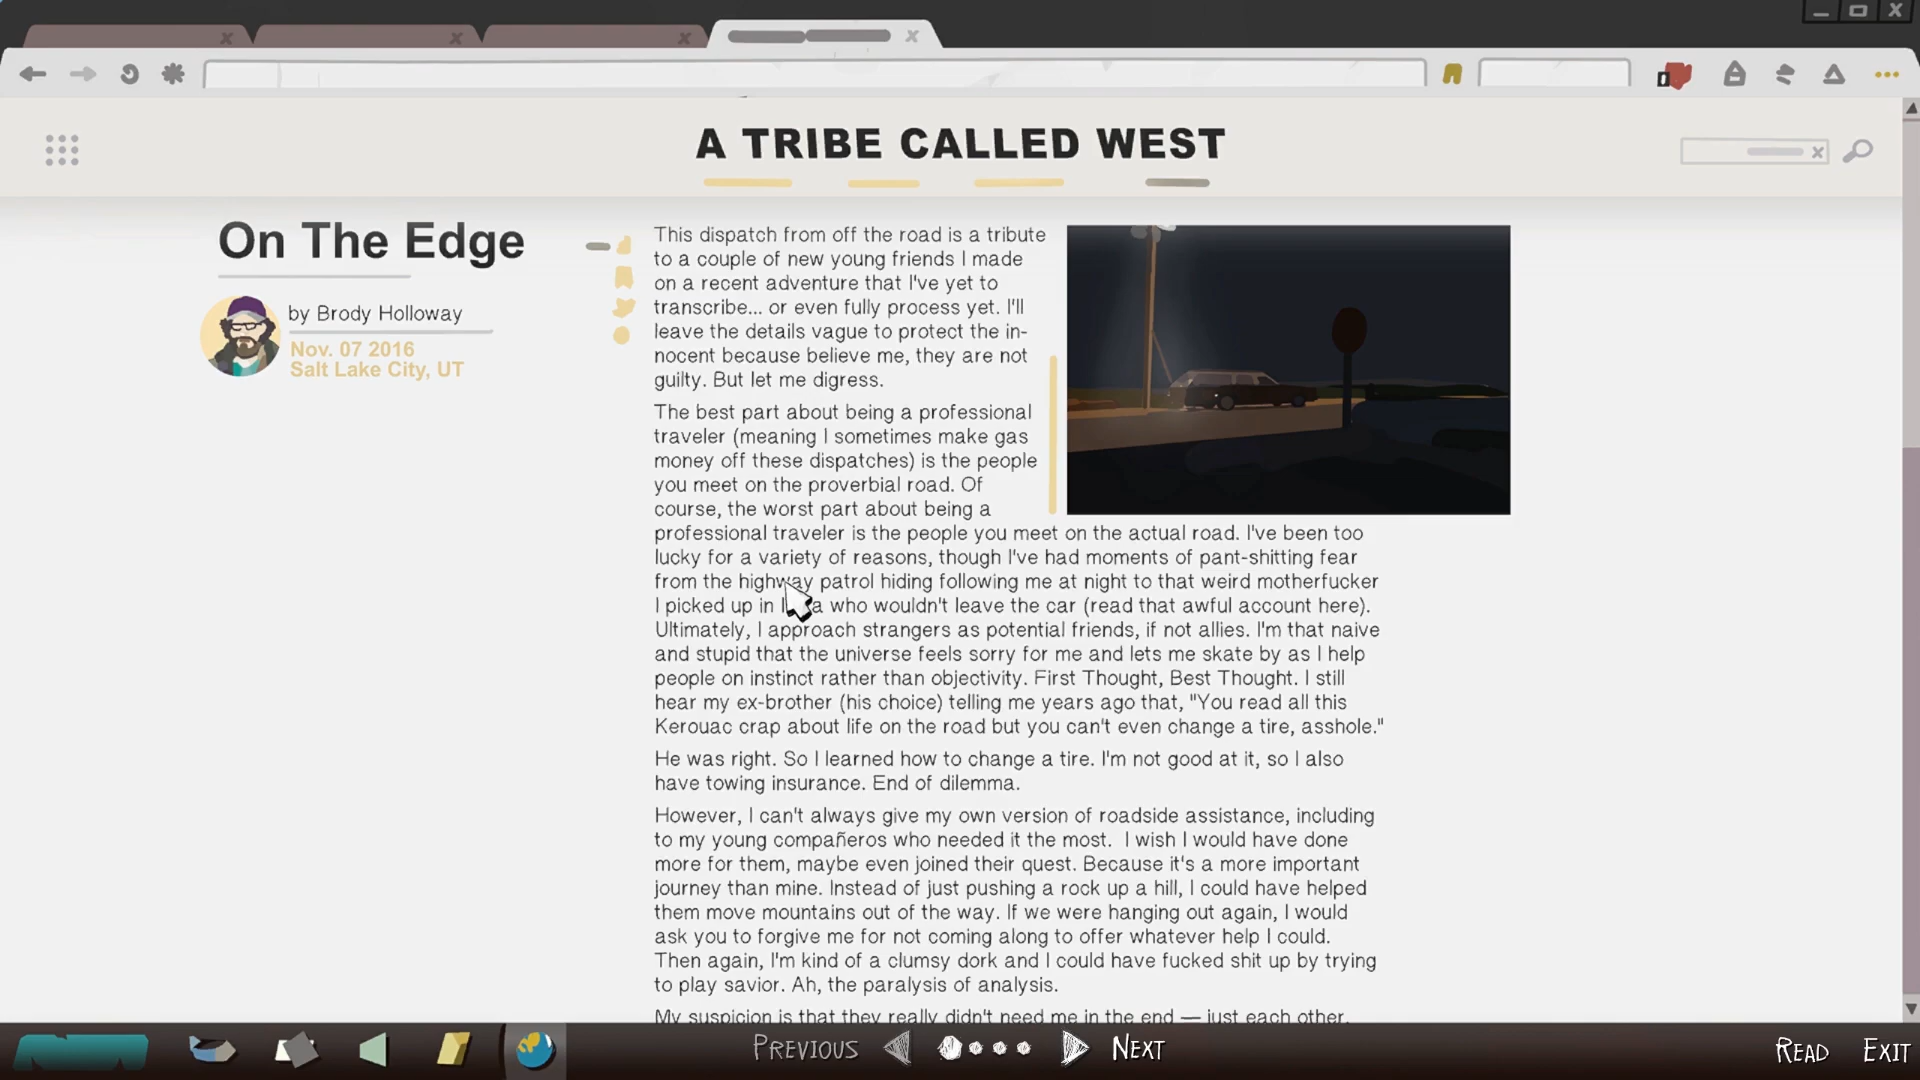 A TRIBE CALLED WEST
On The Edge
by Brody Holloway
Nov. 07 2016
Salt Lake City, UT
This dispatch from off the road is a tribute
to a couple of new young friends I made
on a recent adventure that I've yet to
transcribe... or even fully process yet. I'll
leave the details vague to protect the in-
nocent because believe me, they are not
guilty. But let me digress.
The best part about being a professional
traveler (meaning I sometimes make gas
money off these dispatches) is the people
you meet on the proverbial road. Of
course, the worst part about being a
professional traveler is the people you meet on the actual road. I've been too
lucky for a variety of reasons, though I've had moments of pant-shitting fear
from the highway patrol hiding following me at night to that weird motherfucker
I picked up in who wouldn't leave the car (read that awful account here).
Ultimately, I approach strangers as potential friends, if not allies. I'm that naive
and stupid that the universe feels sorry for me and lets me skate by as I help
people on instinct rather than objectivity. First Thought, Best Thought. I still
hear my ex-brother (his choice) telling me years ago that, "You read all this
Kerouac crap about life on the road but you can't even change a tire, asshole."
He was right. So I learned how to change a tire. I'm not good at it, so I also
have towing insurance. End of dilemma.
However, I can't always give my own version of roadside assistance, including
to my young compañeros who needed it the most. I wish I would have done
more for them, maybe even joined their quest. Because it's a more important
journey than mine. Instead of just pushing a rock up a hill, I could have helped
them move mountains out of the way. If we were hanging out again, I would
ask you to forgive me for not coming along to offer whatever help I could.
Then again, I'm kind of a clumsy dork and I could have fucked shit up by trying
to play savior. Ah, the paralysis of analysis.
My suspicion is that they really didn't need me in the end — just each other.
PREVIOUS NEXT READ EXIT